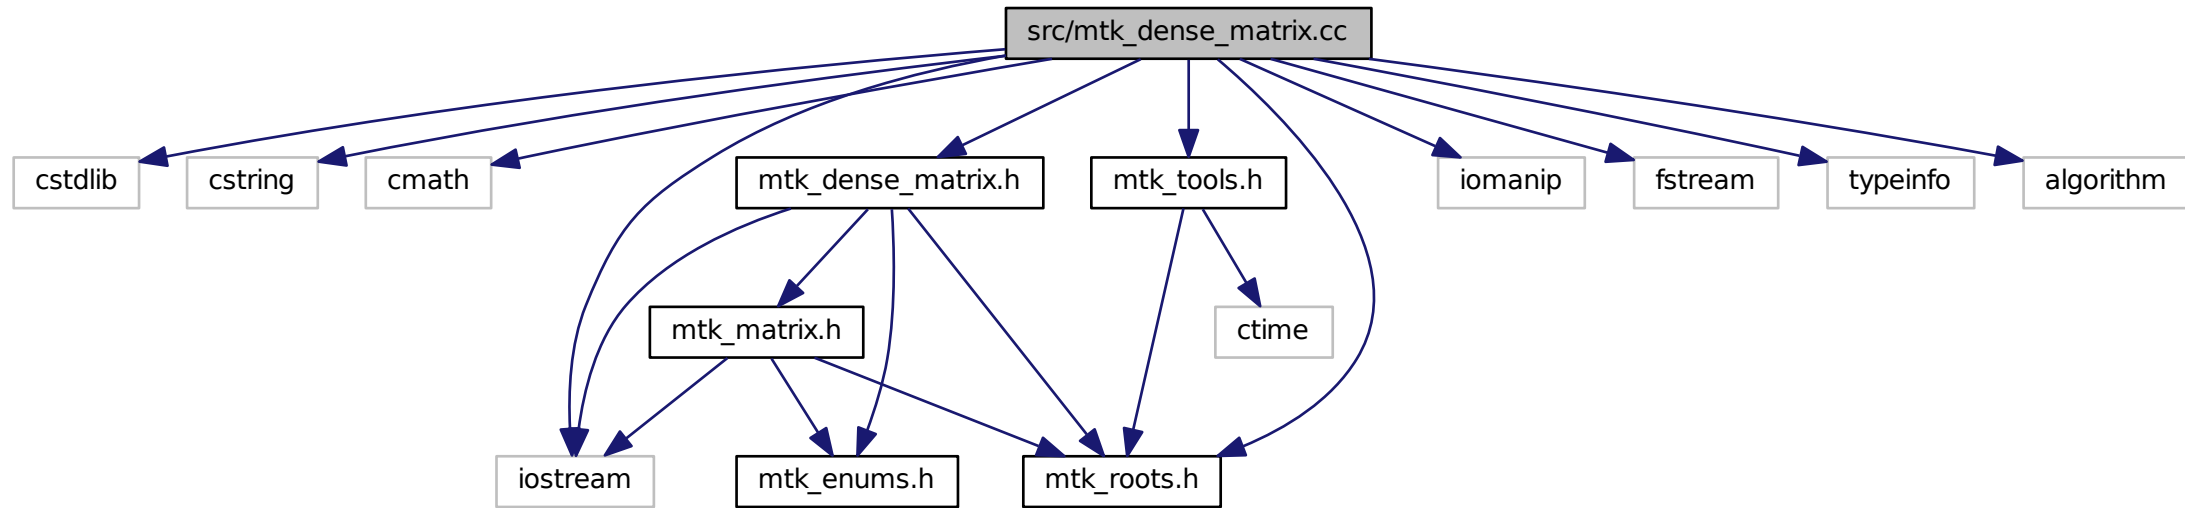 src/mtk_dense_matrix.cc
cstdlib
cstring
cmath
mtk_dense_matrix.h
mtk_tools.h
iomanip
fstream
typeinfo
algorithm
mtk_matrix.h
ctime
iostream
mtk_enums.h
mtk_roots.h